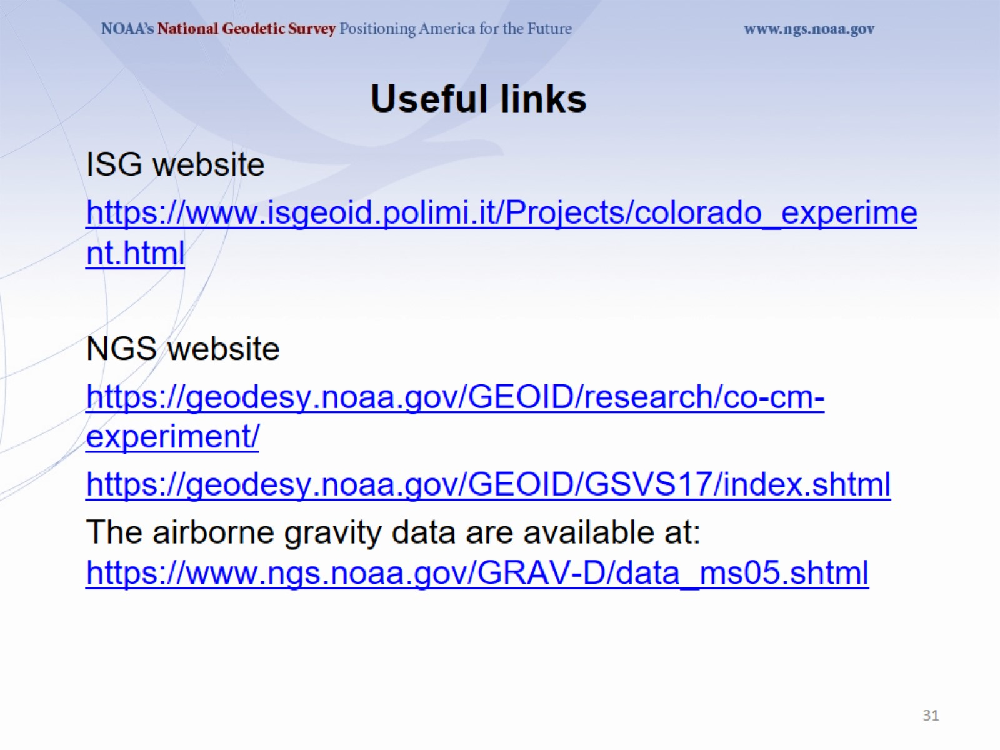 NOAA's National Geodetic Survey Positioning America for the Future www.ngs.noaa.gov
Useful links
ISG website
https://www.isgeoid.polimi.it/Projects/colorado_experime
nt.html
NGS website
https://geodesy.noaa.gov/GEOID/research/co-cm-
experiment/
https://geodesy.noaa.gov/GEOID/GSVS17/index.shtml
The airborne gravity data are available at:
https://www.ngs.noaa.gov/GRAV-D/data_ms05.shtml
31